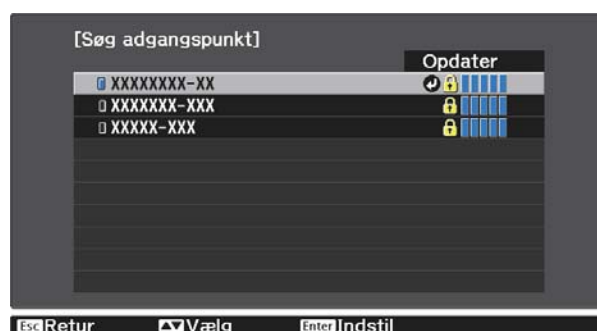 [Søg adgangspunkt]
Opdater
XXXXXXXX-XX
XXXXXXX-XXX
XXXXX-XXX
Esc Retur Vælg Enter Indstil